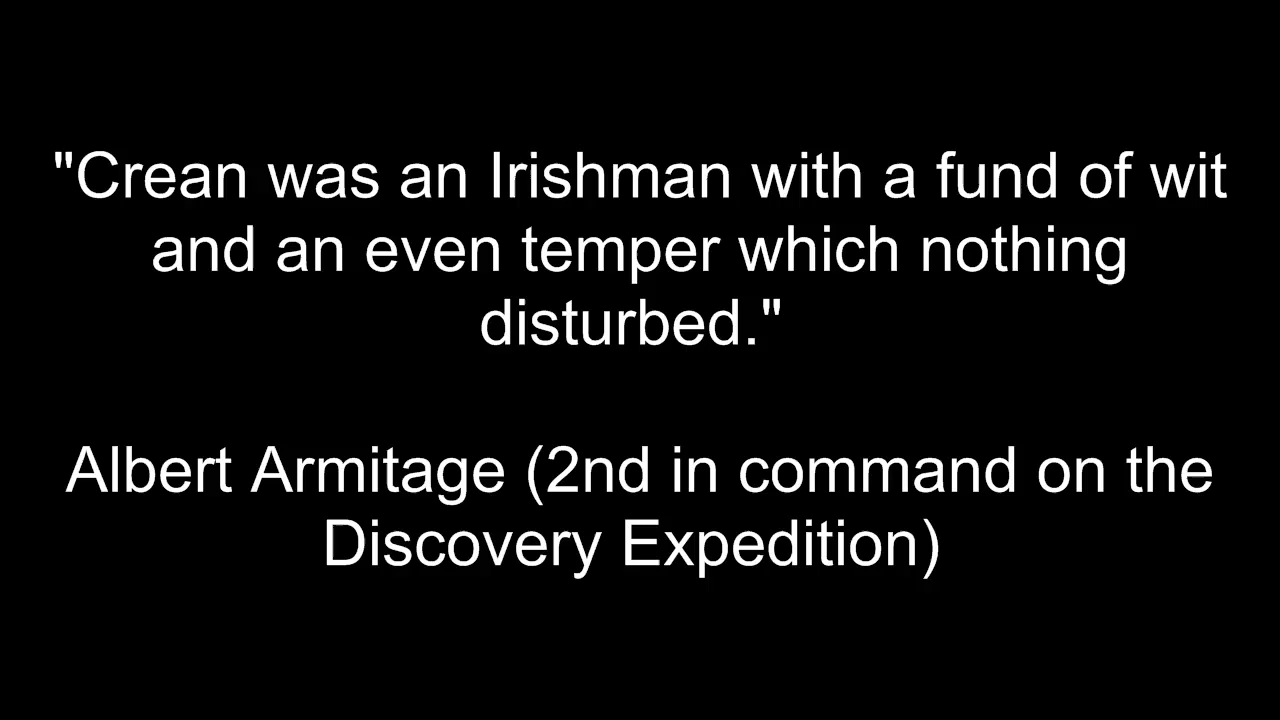 "Crean was an Irishman with a fund of wit
and an even temper which nothing
disturbed."
Albert Armitage (2nd in command on the
Discovery Expedition)